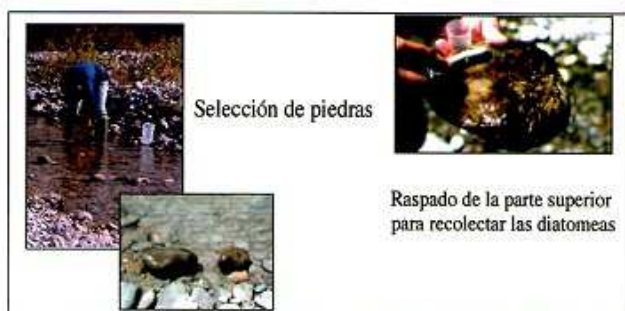 Selección de piedras
Raspado de la parte superior
para recolectar las diatomeas